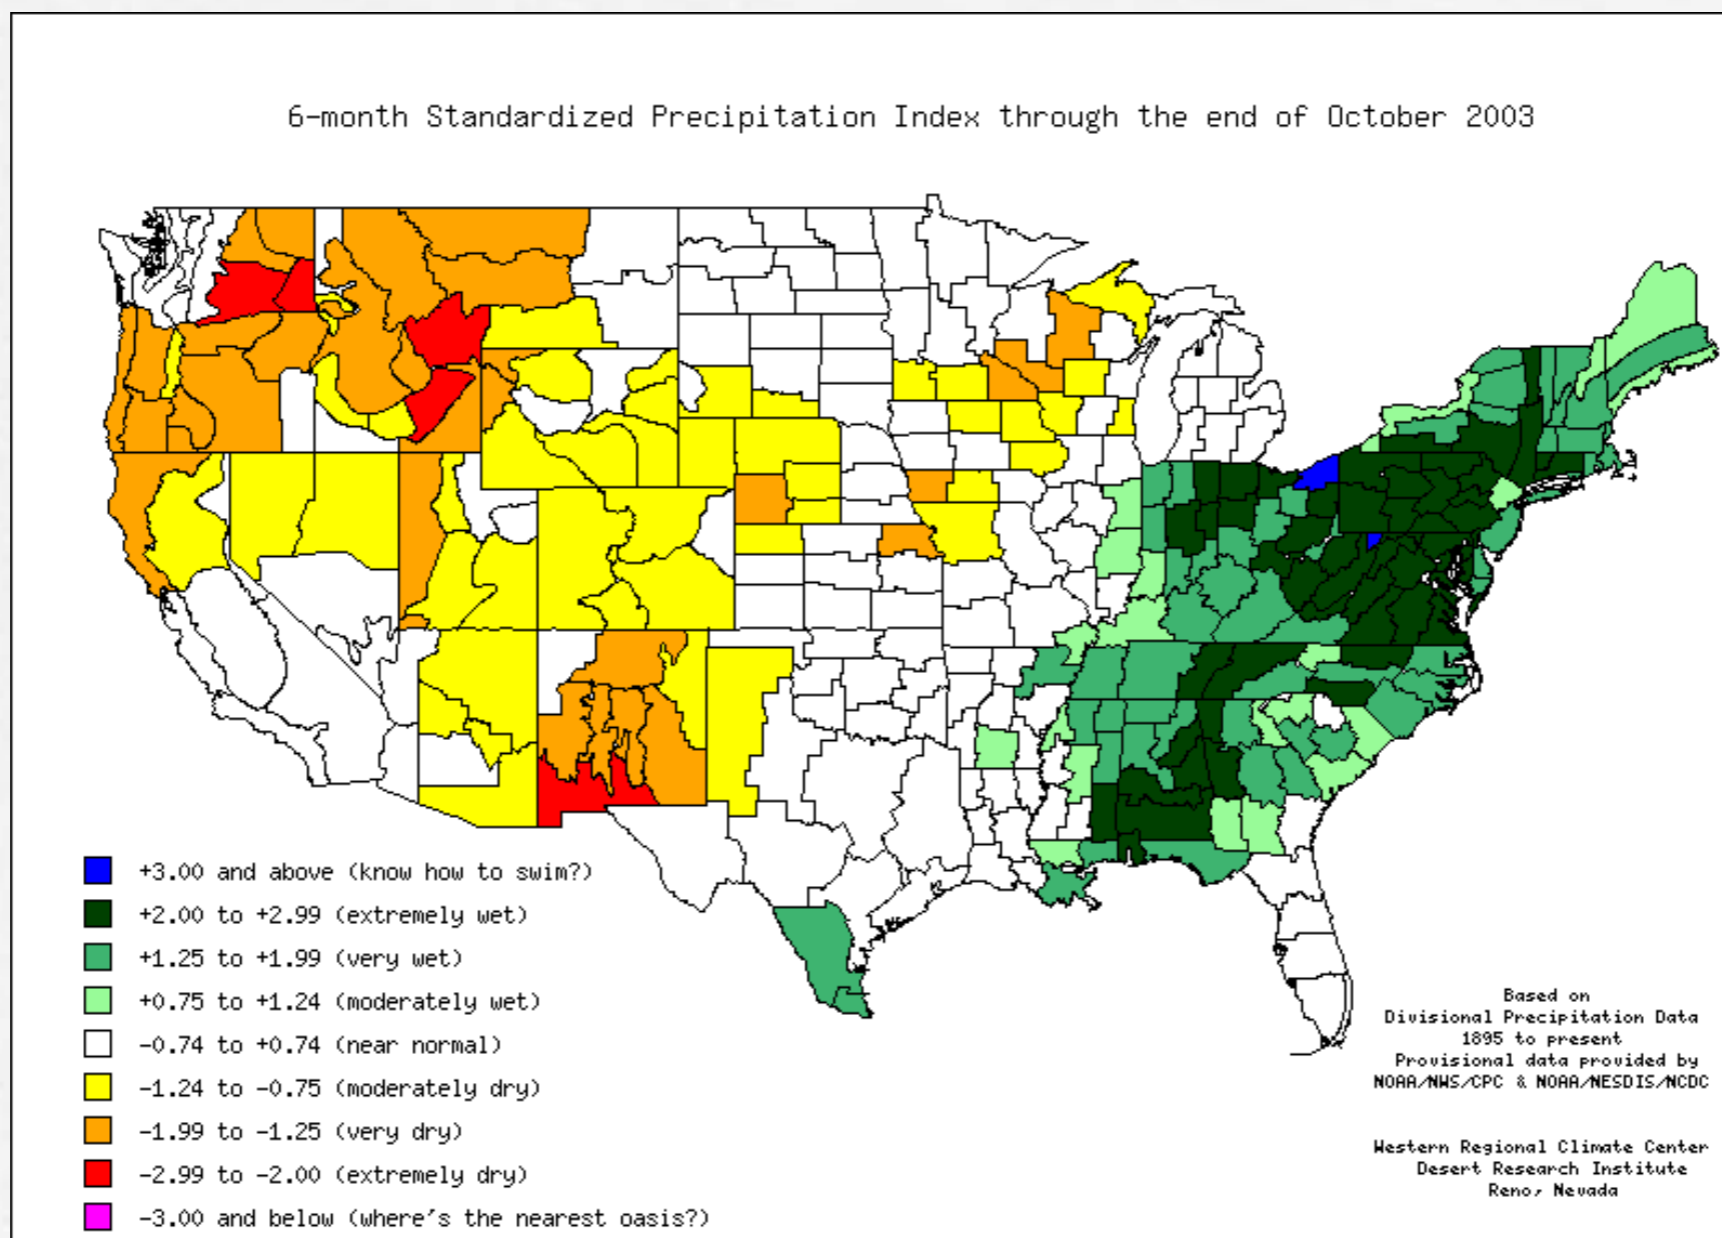 6-month Standardized Precipitation Index through the end of October 2003
+3.00 and above (know how to swim?)
+2.00 to +2.99 (extremely wet)
+1.25 to +1.99 (very wet)
+0.75 to +1.24 (moderately wet)
-0.74 to +0.74 (near normal)
-1.24 to -0.75 (moderately dry)
-1.99 to -1.25 (very dry)
-2.99 to -2.00 (extremely dry)
-3.00 and below (where's the nearest oasis?)
Based on
Divisional Precipitation Data
1895 to present
Provisional data provided by
NOAA/NWS/CPC & NOAA/NESDIS/NCDC
Western Regional Climate Center
Desert Research Institute
Reno, Nevada